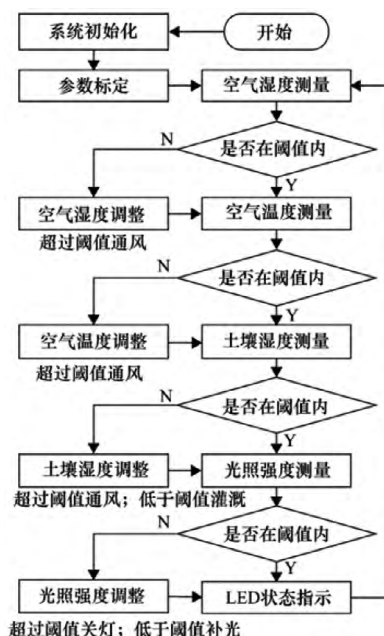 系统初始化
开始
参数标定
空气湿度测量
N
是否在阈值内
Y
空气湿度调整
空气温度测量
超过阈值通风
N
是否在阈值内
Y
空气温度调整
土壤湿度测量
超过阈值通风
N
是否在阈值内
Y
土壤湿度调整
光照强度测量
超过阈值通风；低于阈值灌溉
N
是否在阈值内
Y
光照强度调整
LED状态指示
超过阈值关灯；低于阈值补光